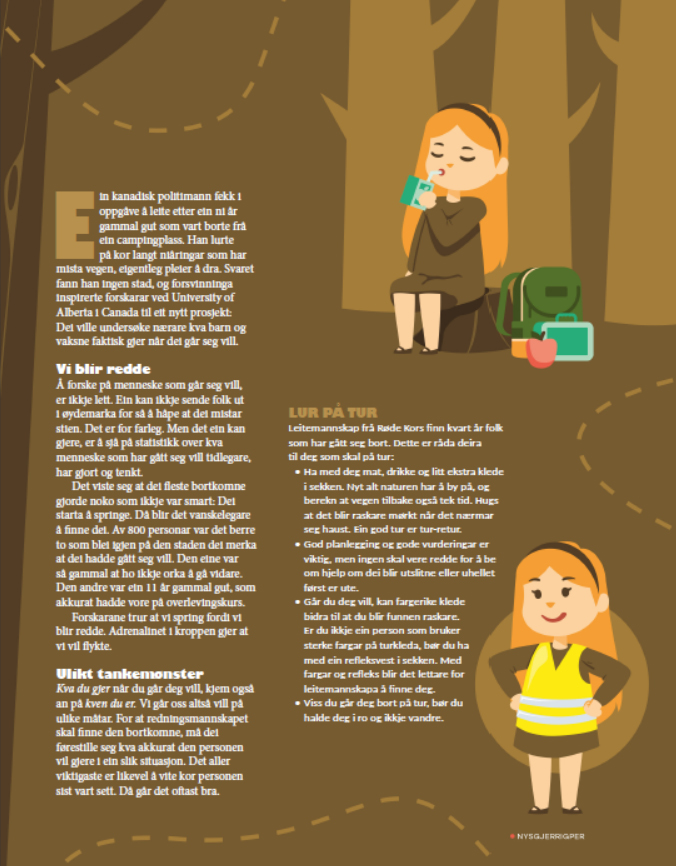 Ein kanadisk politimann fekk i
oppgåve å leite etter ein ni år
gammal gut som vart borte frå
ein campingplass. Han lurte
på kor langt niåringar som har
mista vegen, eigentleg pleier å dra. Svaret
fann han ingen stad, og forsvinninga
inspirerte forskarar ved University of
Alberta i Canada til eit nytt prosjekt:
Dei ville undersøke nærare kva barn og
vaksne faktisk gjer når dei går seg vill.
Vi blir redde
Å forske på menneske som går seg vill,
er ikkje lett. Ein kan ikkje sende folk ut
i øydemarka for så å håpe at dei mistar
stien. Det er for farleg. Men det ein kan
gjere, er å sjå på statistikk over kva
menneske som har gått seg vill tidlegare,
har gjort og tenkt.
Det viste seg at dei fleste bortkomne
gjorde noko som ikkje var smart: Dei
starta å springe. Då blir det vanskelegare
å finne dei. Av 800 personar var det berre
to som blei igjen på den staden dei merka
at dei hadde gått seg vill. Den eine var
så gammal at ho ikkje orka å gå vidare.
Den andre var ein 11 år gammal gut, som
akkurat hadde vore på overlevingskurs.
Forskarane trur at vi spring fordi vi
blir redde. Adrenalinet i kroppen gjer at
vi vil flykte.
Ulikt tankemønster
Kva du gjer når du går deg vill, kjem også
an på kven du er. Vi går oss altså vill på
ulike måtar. For at redningsmannskapet
skal finne den bortkomne, må dei
førestille seg kva akkurat den personen
vil gjere i ein slik situasjon. Det aller
viktigaste er likevel å vite kor personen
sist vart sett. Då går det oftast bra.
LUR PÅ TUR
Leitemannskap frå Røde Kors finn kvart år folk
som har gått seg bort. Dette er råda deira
til deg som skal på tur:
• Ha med deg mat, drikke og litt ekstra klede
i sekken. Nyt alt naturen har å by på, og
berekn at vegen tilbake også tek tid. Hugs
at det blir raskare mørkt når det nærmar
seg haust. Ein god tur er tur-retur.
• God planlegging og gode vurderingar er
viktig, men ingen skal vere redde for å be
om hjelp om dei blir utslitne eller uhellet
først er ute.
• Går du deg vill, kan fargerike klede
bidra til at du blir funnen raskare.
Er du ikkje ein person som bruker
sterke fargar på turkleda, bør du ha
med ein refleksvest i sekken. Med
fargar og refleks blir det lettare for
leitemannskapa å finne deg.
• Viss du går deg bort på tur, bør du
halde deg i ro og ikkje vandre.
NYSGJERRIGPER